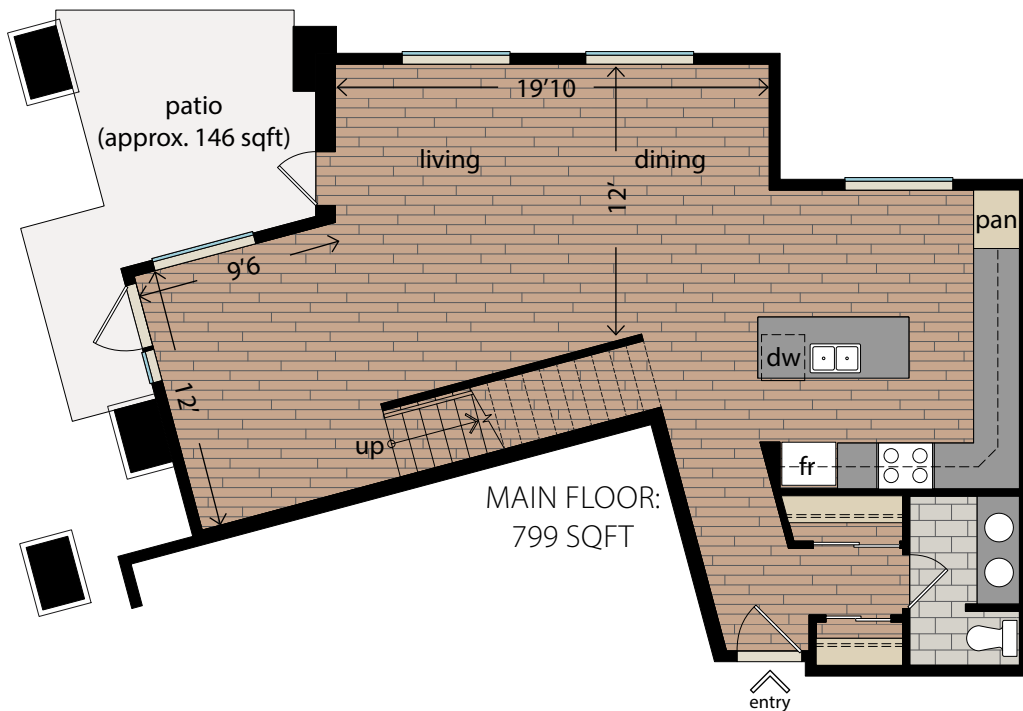 patio
(approx. 146 sqft)
19'10
living
dining
12'
pan
9'6
dw
12'
up
fr
MAIN FLOOR:
799 SQFT
entry